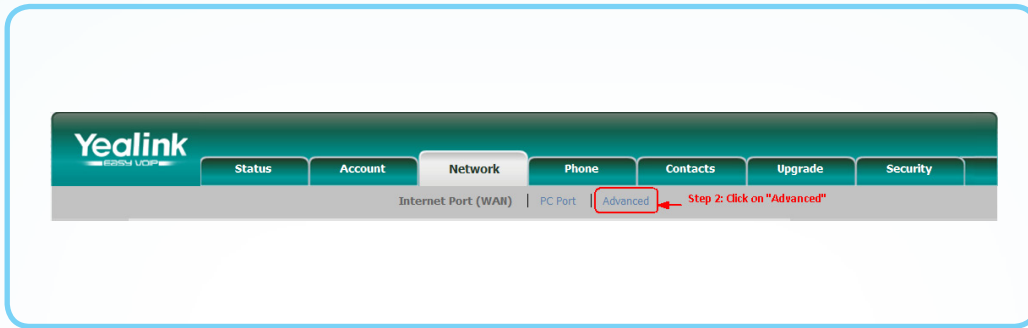 Yealink
EASY VOIP
Status Account Network Phone Contacts Upgrade Security
Internet Port (WAN) PC Port Advanced Step 2: Click on "Advanced"